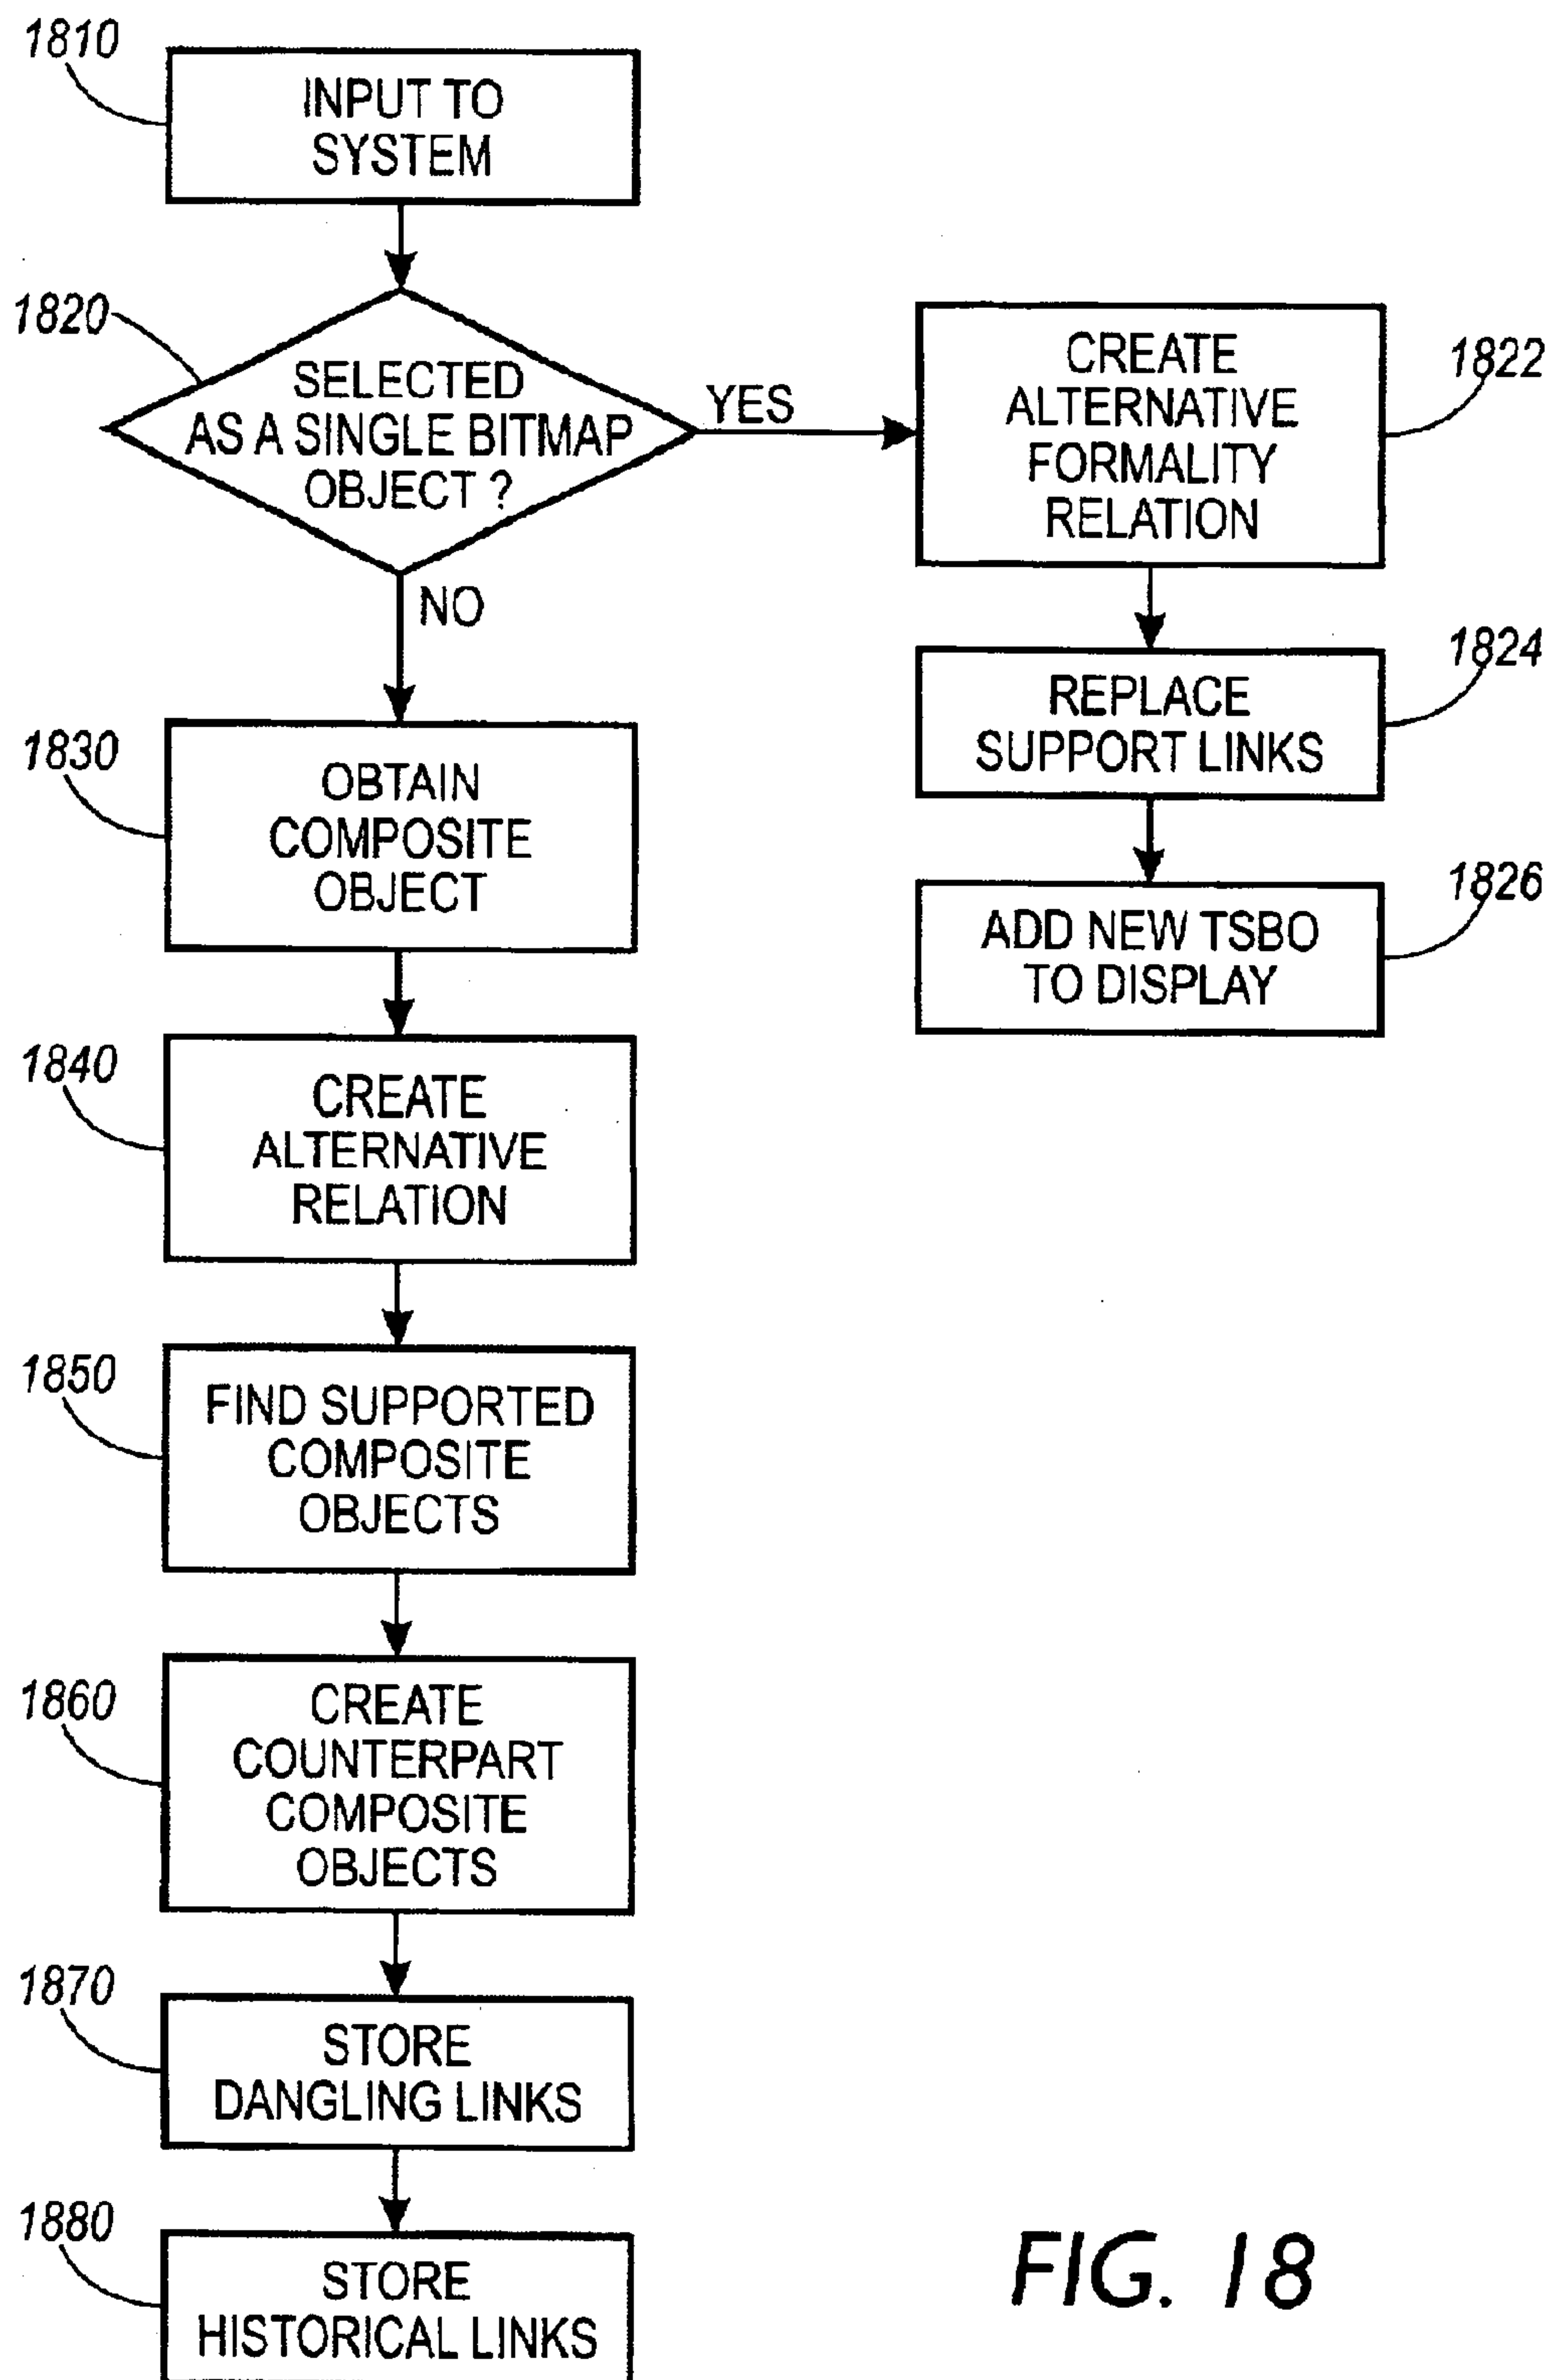 1810
INPUT TO
SYSTEM
1820
SELECTED
AS A SINGLE BITMAP
OBJECT ?
YES
NO
1822
CREATE
ALTERNATIVE
FORMALITY
RELATION
1824
REPLACE
SUPPORT LINKS
1826
ADD NEW TSBO
TO DISPLAY
1830
OBTAIN
COMPOSITE
OBJECT
1840
CREATE
ALTERNATIVE
RELATION
1850
FIND SUPPORTED
COMPOSITE
OBJECTS
1860
CREATE
COUNTERPART
COMPOSITE
OBJECTS
1870
STORE
DANGLING LINKS
1880
STORE
HISTORICAL LINKS
FIG. 18